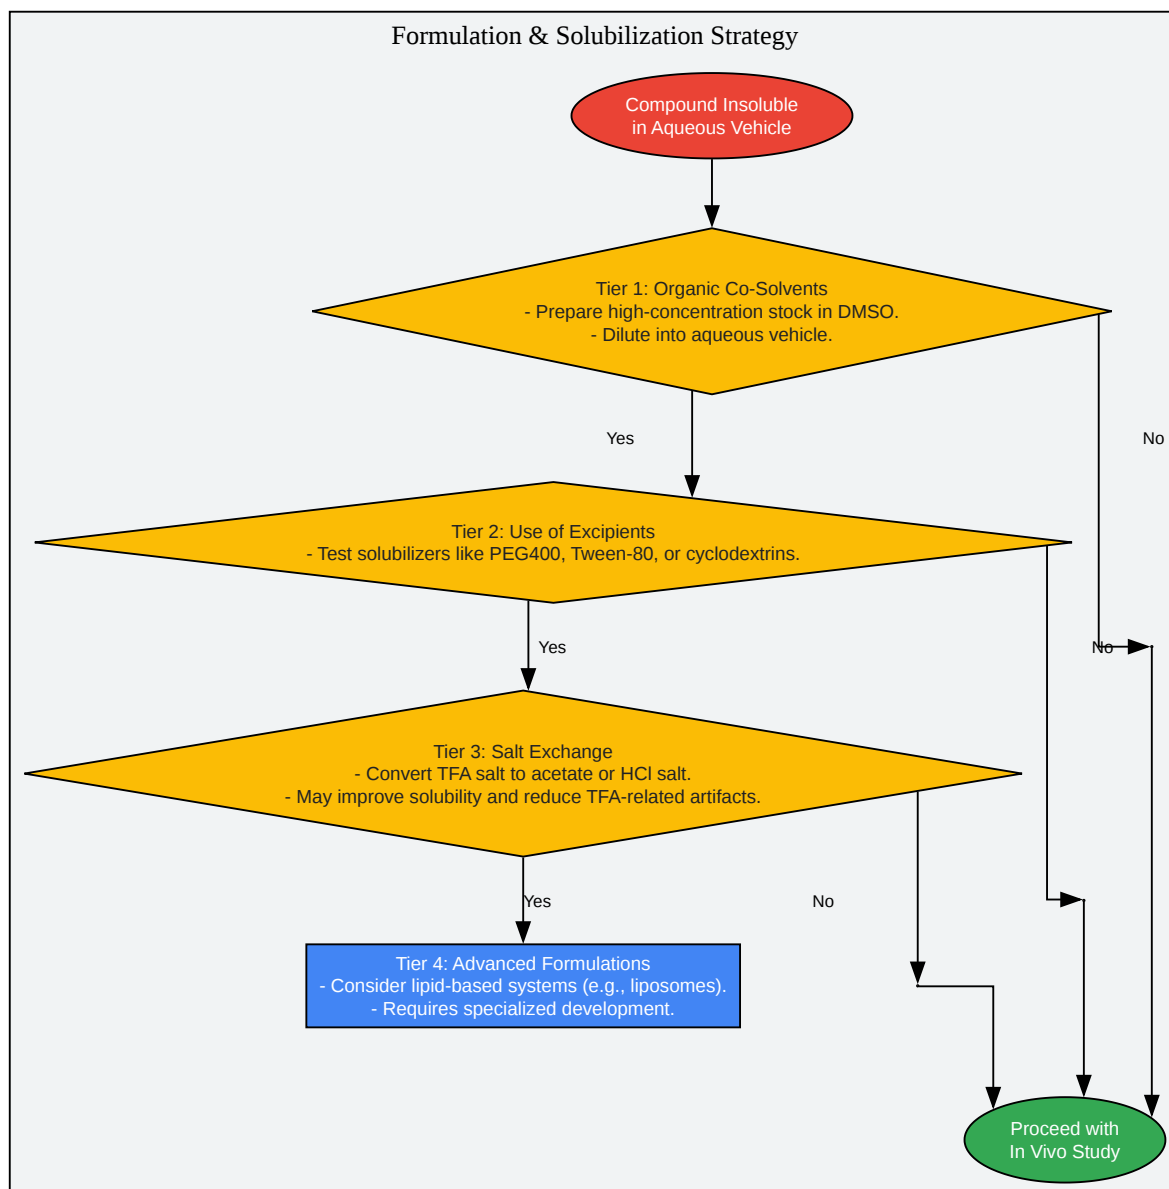 Formulation & Solubilization Strategy
Compound Insoluble
in Aqueous Vehicle
Tier 1: Organic Co-Solvents
- Prepare high-concentration stock in DMSO.
- Dilute into aqueous vehicle.
Yes
No
Tier 2: Use of Excipients
- Test solubilizers like PEG400, Tween-80, or cyclodextrins.
Yes
No
Tier 3: Salt Exchange
- Convert TFA salt to acetate or HCl salt.
- May improve solubility and reduce TFA-related artifacts.
Yes
No
Tier 4: Advanced Formulations
- Consider lipid-based systems (e.g., liposomes).
- Requires specialized development.
Proceed with
In Vivo Study